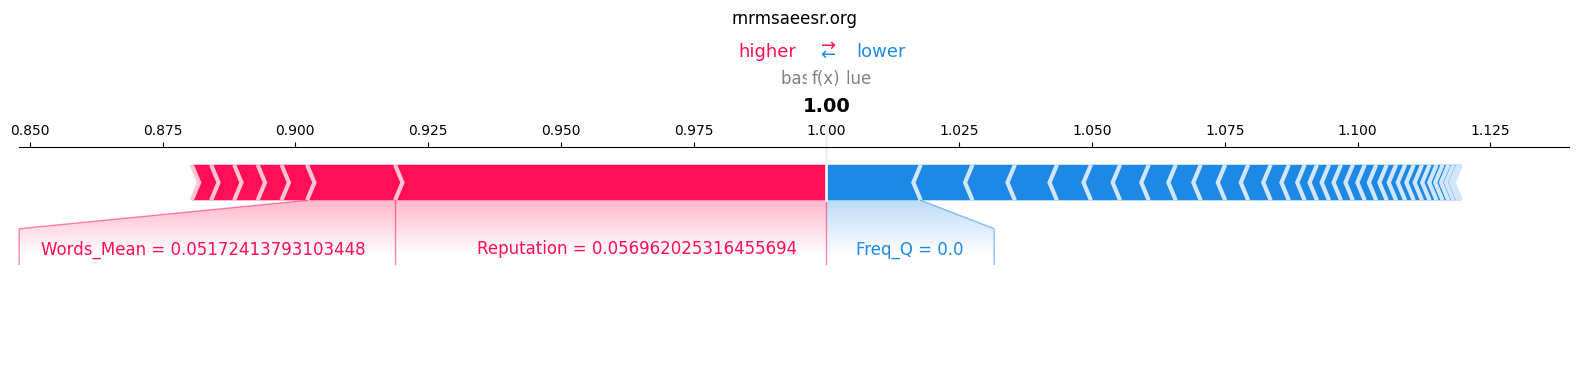 rnrmsaeesr.org
higher ⇄ lower
f(x)
1.00
0.850 0.875 0.900 0.925 0.950 0.975 1.000 1.025 1.050 1.075 1.100 1.125
Words_Mean = 0.05172413793103448 Reputation = 0.056962025316455694 Freq_Q = 0.0